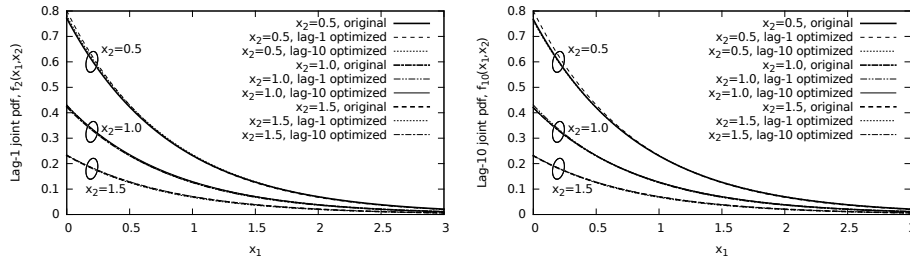 0.8
0.7
0.6
0.5
0.4
0.3
0.2
0.1
0
0
0.5
1
1.5
2
2.5
3
x1
Lag-1 joint pdf, f2(x1,x2)
x2=0.5
x2=1.0
x2=1.5
x2=0.5, original
x2=0.5, lag-1 optimized
x2=0.5, lag-10 optimized
x2=1.0, original
x2=1.0, lag-1 optimized
x2=1.0, lag-10 optimized
x2=1.5, original
x2=1.5, lag-1 optimized
x2=1.5, lag-10 optimized
0.8
0.7
0.6
0.5
0.4
0.3
0.2
0.1
0
0
0.5
1
1.5
2
2.5
3
x1
Lag-10 joint pdf, f10(x1,x2)
x2=0.5
x2=1.0
x2=1.5
x2=0.5, original
x2=0.5, lag-1 optimized
x2=0.5, lag-10 optimized
x2=1.0, original
x2=1.0, lag-1 optimized
x2=1.0, lag-10 optimized
x2=1.5, original
x2=1.5, lag-1 optimized
x2=1.5, lag-10 optimized